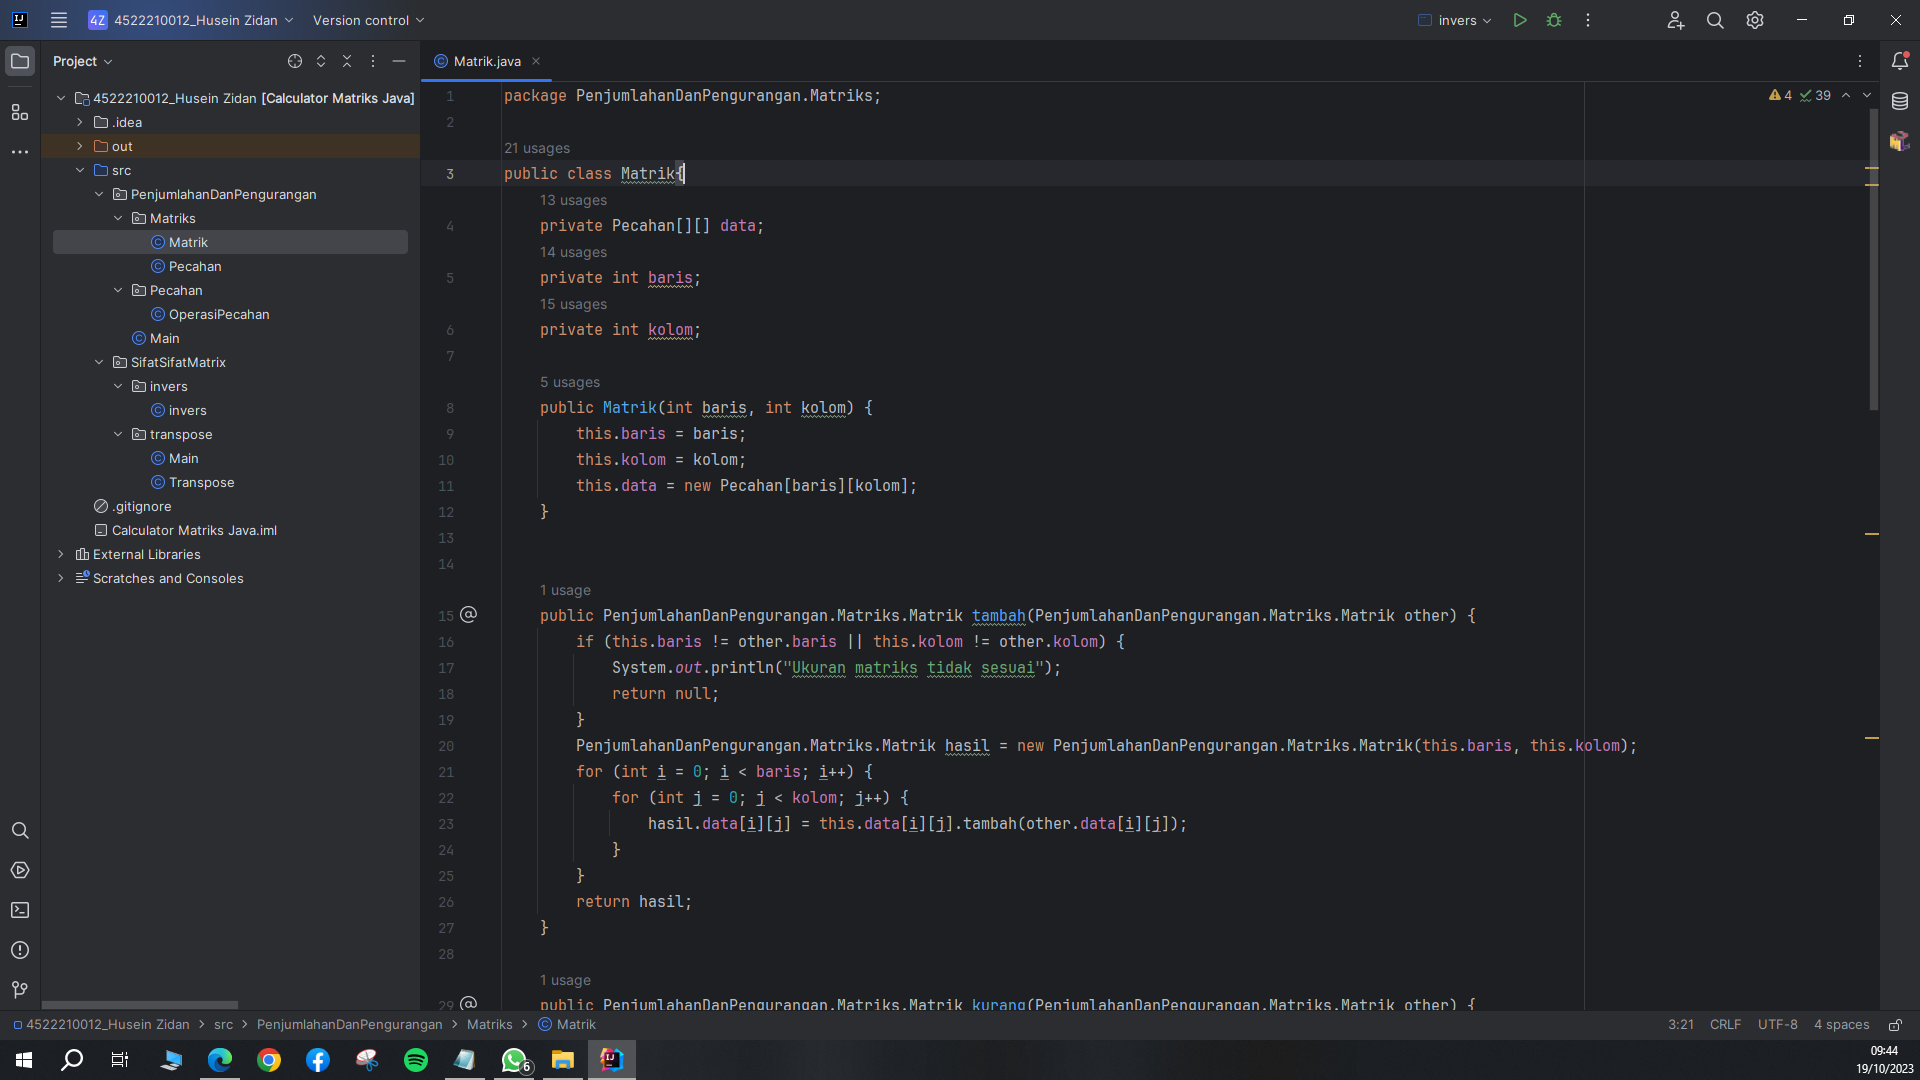 4Z 4522210012_Husein Zidan Version control invers
Project
Matrik.java
4522210012_Husein Zidan [Calculator Matriks Java]
.idea
out
src
PenjumlahanDanPengurangan
Matriks
Matrik
Pecahan
Pecahan
OperasiPecahan
Main
SifatSifatMatrix
invers
invers
transpose
Main
Transpose
.gitignore
Calculator Matriks Java.iml
External Libraries
Scratches and Consoles
4 39
1 package PenjumlahanDanPengurangan.Matriks;
2
21 usages
3 public class Matrik{
13 usages
4 private Pecahan[][] data;
14 usages
5 private int baris;
15 usages
6 private int kolom;
7
5 usages
8 public Matrik(int baris, int kolom) {
9 this.baris = baris;
10 this.kolom = kolom;
11 this.data = new Pecahan[baris][kolom];
12 }
13
14
1 usage
15 @ public PenjumlahanDanPengurangan.Matriks.Matrik tambah(PenjumlahanDanPengurangan.Matriks.Matrik other) {
16 if (this.baris != other.baris || this.kolom != other.kolom) {
17 System.out.println("Ukuran matriks tidak sesuai");
18 return null;
19 }
20 PenjumlahanDanPengurangan.Matriks.Matrik hasil = new PenjumlahanDanPengurangan.Matriks.Matrik(this.baris, this.kolom);
21 for (int i = 0; i < baris; i++) {
22 for (int j = 0; j < kolom; j++) {
23 hasil.data[i][j] = this.data[i][j].tambah(other.data[i][j]);
24 }
25 }
26 return hasil;
27 }
28
1 usage
29 @ public PenjumlahanDanPengurangan.Matriks.Matrik kurang(PenjumlahanDanPengurangan.Matriks.Matrik other) {
4522210012_Husein Zidan > src > PenjumlahanDanPengurangan > Matriks > Matrik
3:21 CRLF UTF-8 4 spaces
6
09:44
19/10/2023